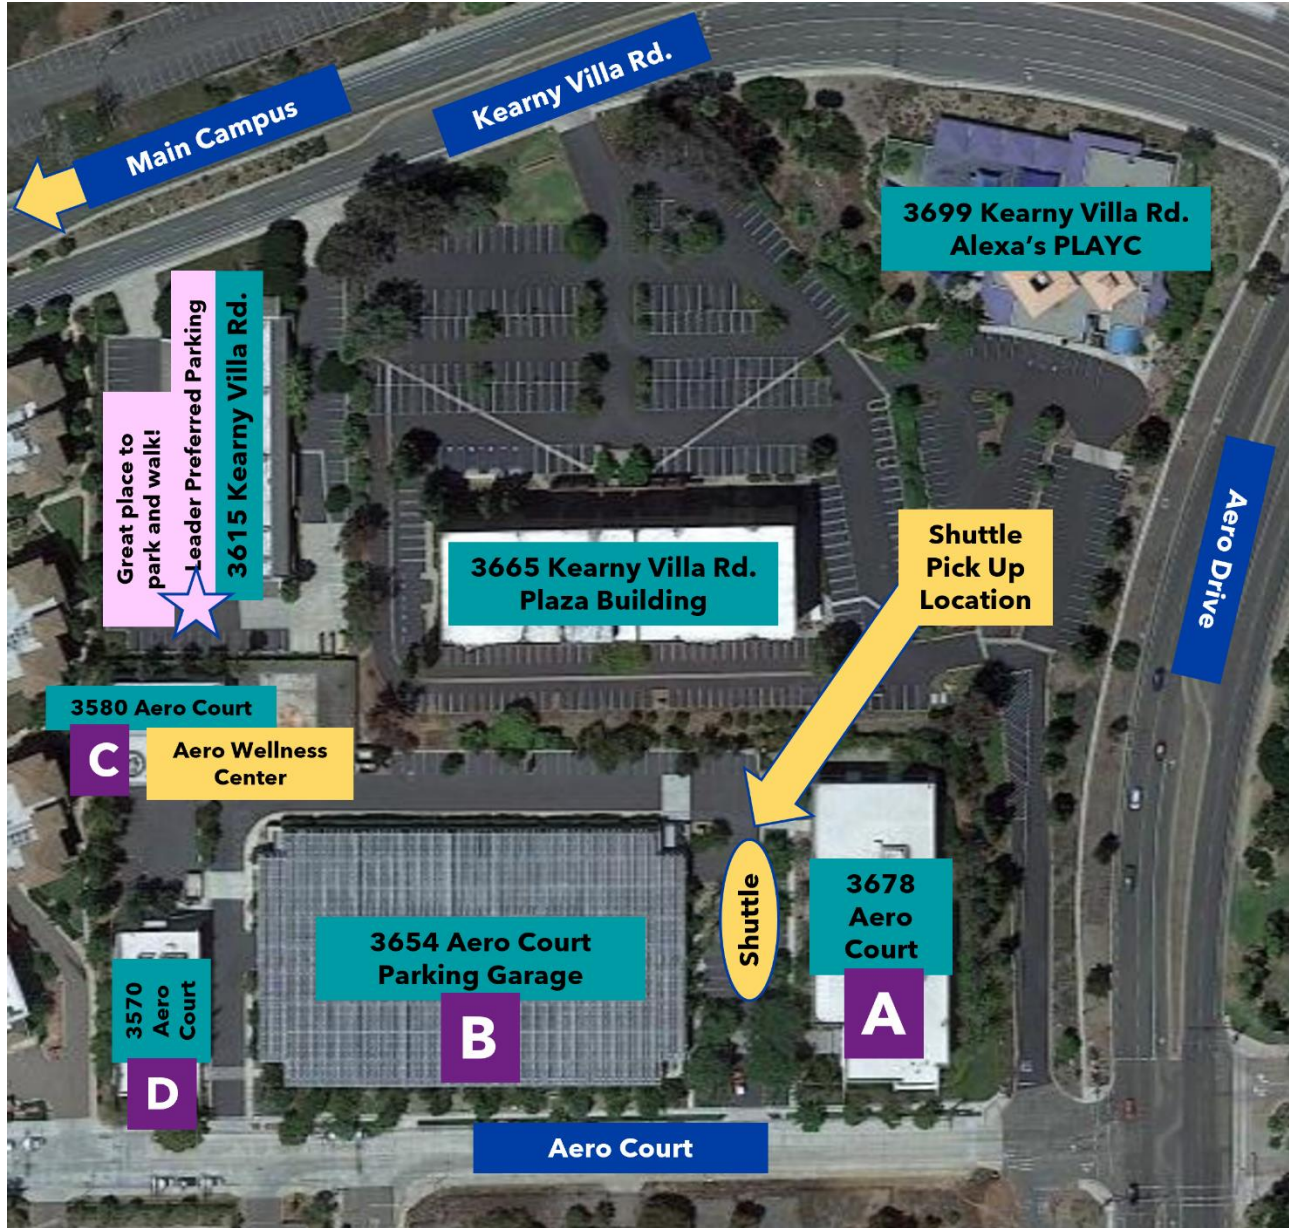 Main Campus
Kearny Villa Rd.
3699 Kearny Villa Rd.
Alexa's PLAYC
Great place to
park and walk!
Leader Preferred Parking
3615 Kearny Villa Rd.
3665 Kearny Villa Rd.
Plaza Building
Shuttle
Pick Up
Location
Aero Drive
3580 Aero Court
C
Aero Wellness
Center
3654 Aero Court
Parking Garage
B
Shuttle
3678
Aero
Court
A
3570
Aero
Court
D
Aero Court